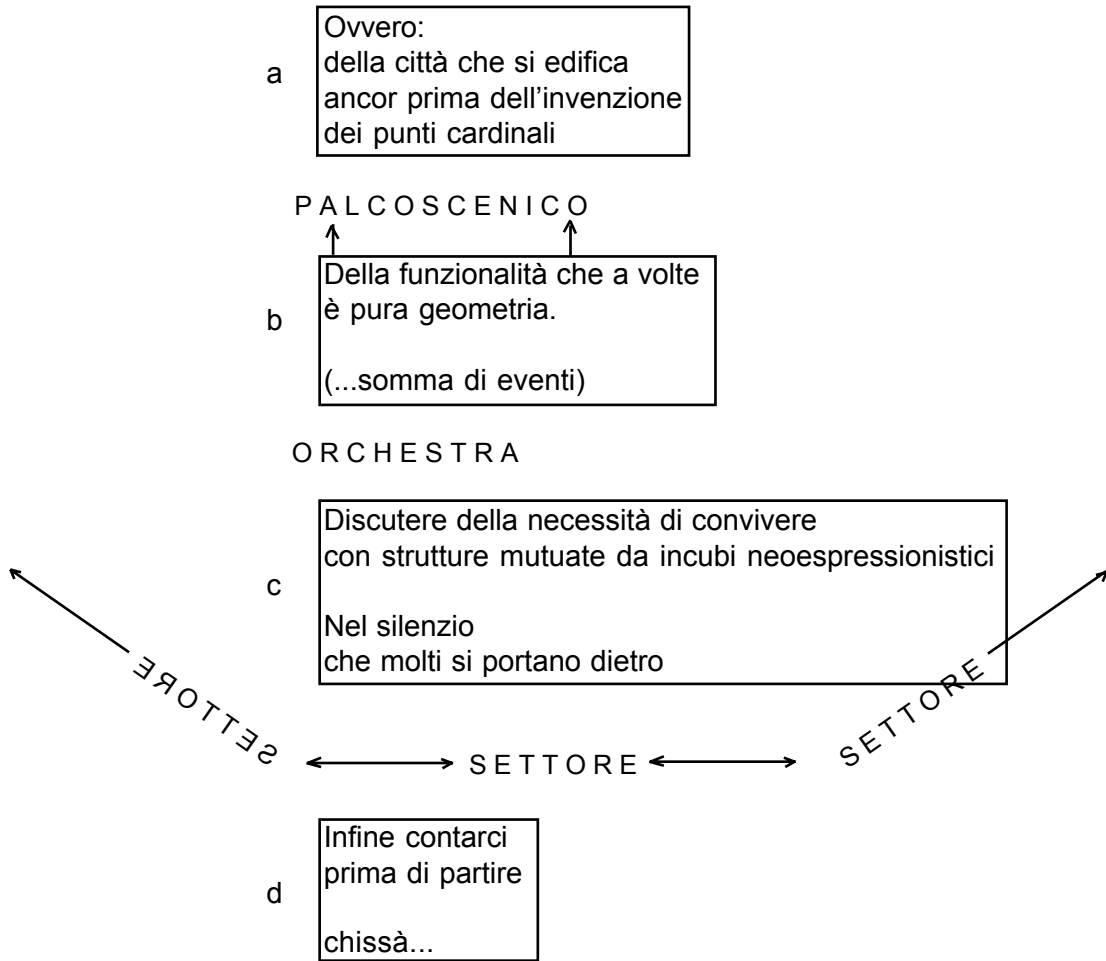 a
Ovvero:
della città che si edifica
ancor prima dell'invenzione
dei punti cardinali
PALCOSCENICO
b
Della funzionalità che a volte
è pura geometria.
(...somma di eventi)
ORCHESTRA
c
Discutere della necessità di convivere
con strutture mutuate da incubi neoespressionistici
Nel silenzio
che molti si portano dietro
SETTORE
SETTORE
SETTORE
d
Infine contarci
prima di partire
chissà...